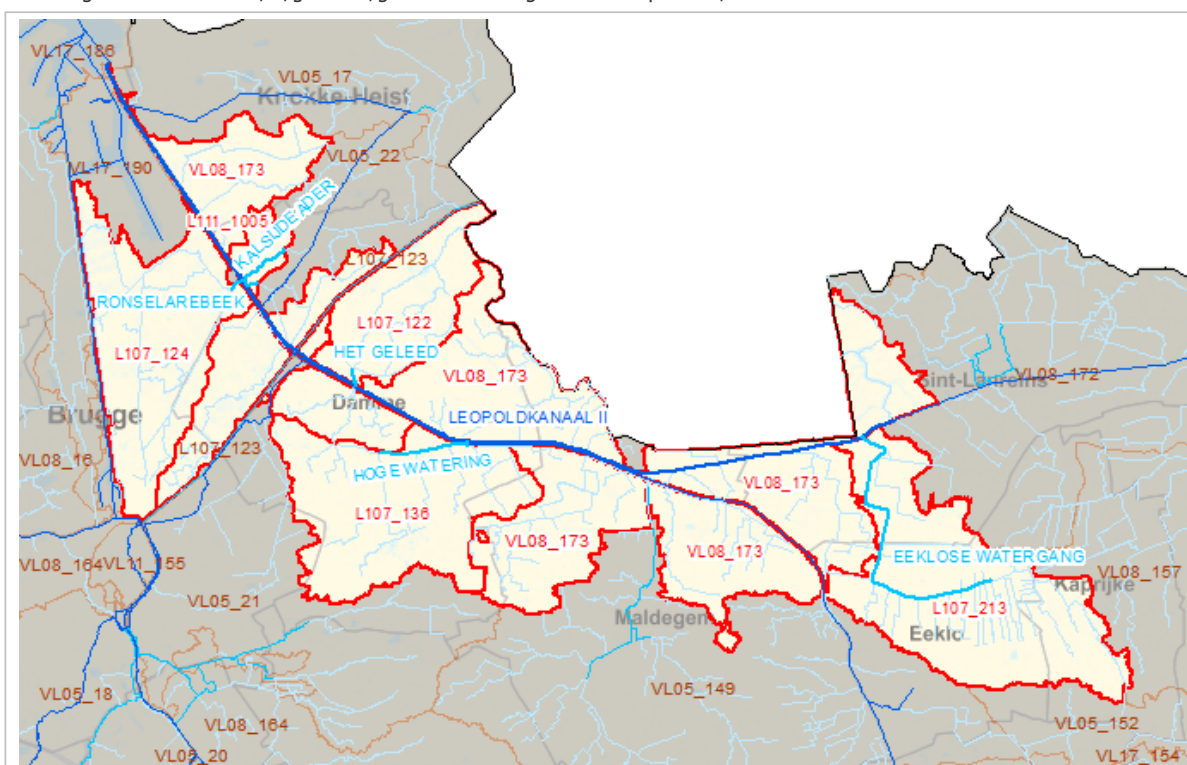 VL17_186
VL05_17
Knokke-Heist
VL17_190
VL08_173
VL05_22
L111_1005
KALSIJDEADER
L107_123
RONSELAREBEEK
L107_122
L107_124
HET GELEED
VL08_173
VL08_172
Sint-Laureins
Brugge
Damme
LEOPOLDKANAAL II
L107_123
VL08_16
HOGE WATERING
VL08_173
L107_136
VL08_173
VL08_173
EEKLOSE WATERGANG
VL08_164
VL11_155
VL08_157
Kaprijke
VL05_21
L107_213
Maldegem
Eeklo
VL05_18
VL05_149
VL08_164
VL05_152
VL05_20
VL17_154